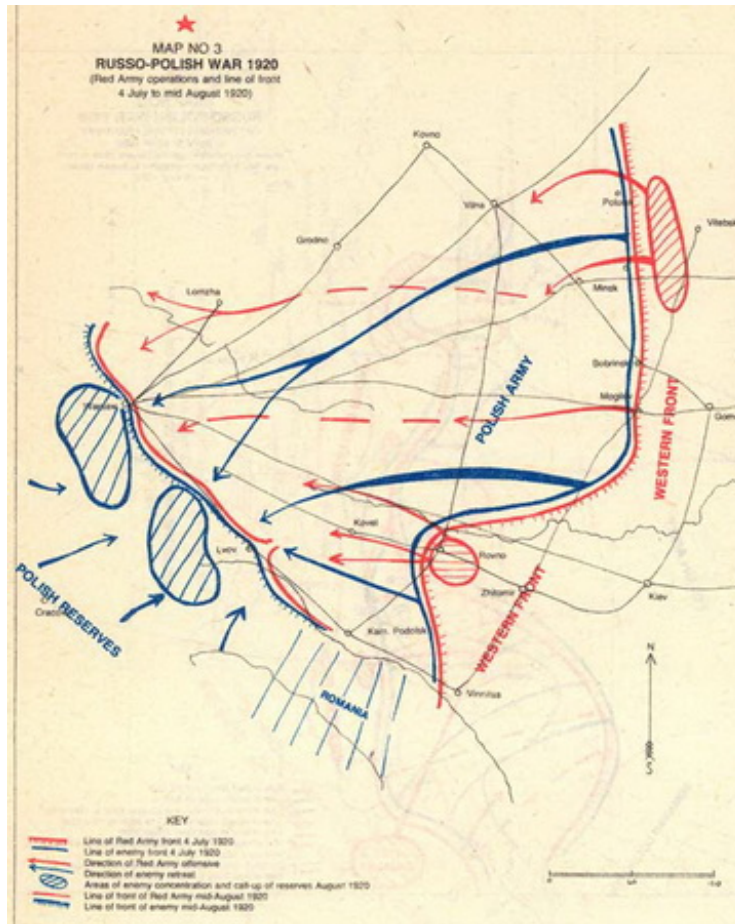 MAP NO 3
RUSSO-POLISH WAR 1920
(Red Army operations and line of front
4 July to mid August 1920)
Kovno
Vilna
Polotsk
Vitebsk
Grodno
Minsk
Lomzha
Bobrinsk
Mogilev
Warsaw
POLISH ARMY
WESTERN FRONT
Kovel
Rovno
Lvov
Zhitomir
Kiev
POLISH RESERVES
Cracow
Kam. Podolsk
WESTERN FRONT
Vinnitsa
ROMANIA
N
S
KEY
Line of Red Army front 4 July 1920
Line of enemy front 4 July 1920
Direction of Red Army offensive
Direction of enemy retreat
Areas of enemy concentration and call-up of reserves August 1920
Line of front of Red Army mid-August 1920
Line of front of enemy mid-August 1920